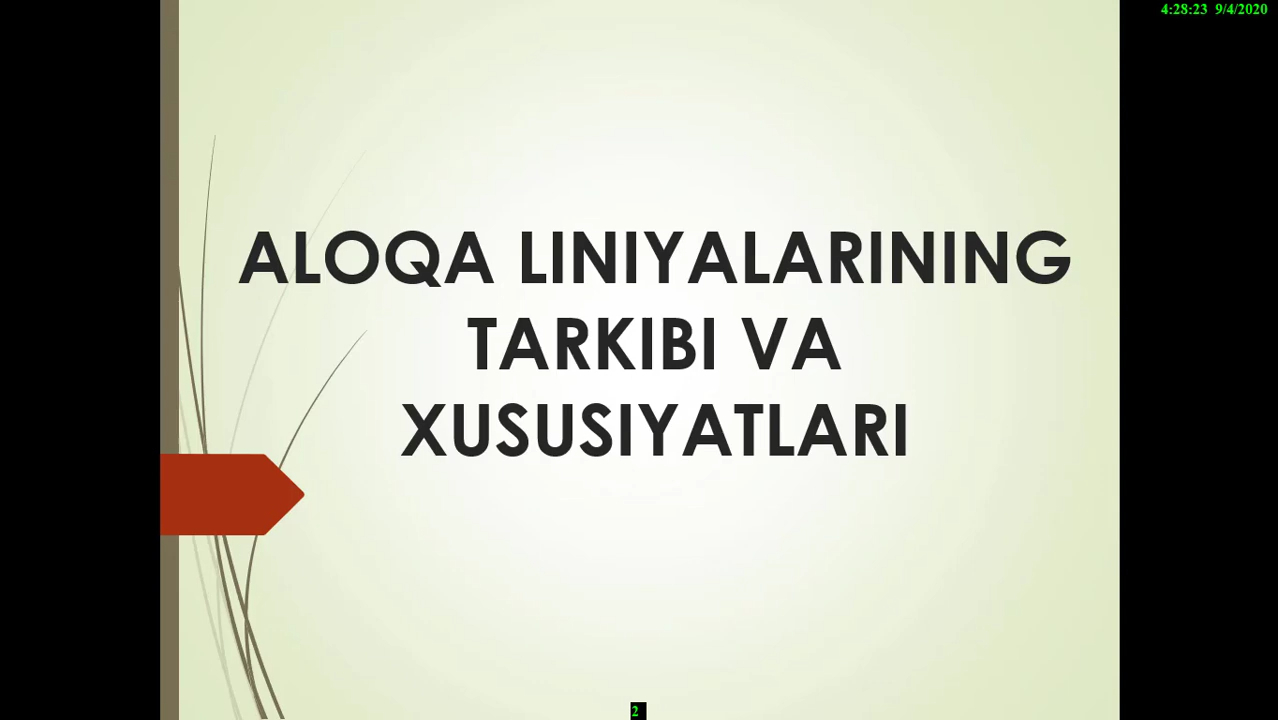 4:28:23 9/4/2020
ALOQA LINIYALARINING
TARKIBI VA
XUSUSIYATLARI
2